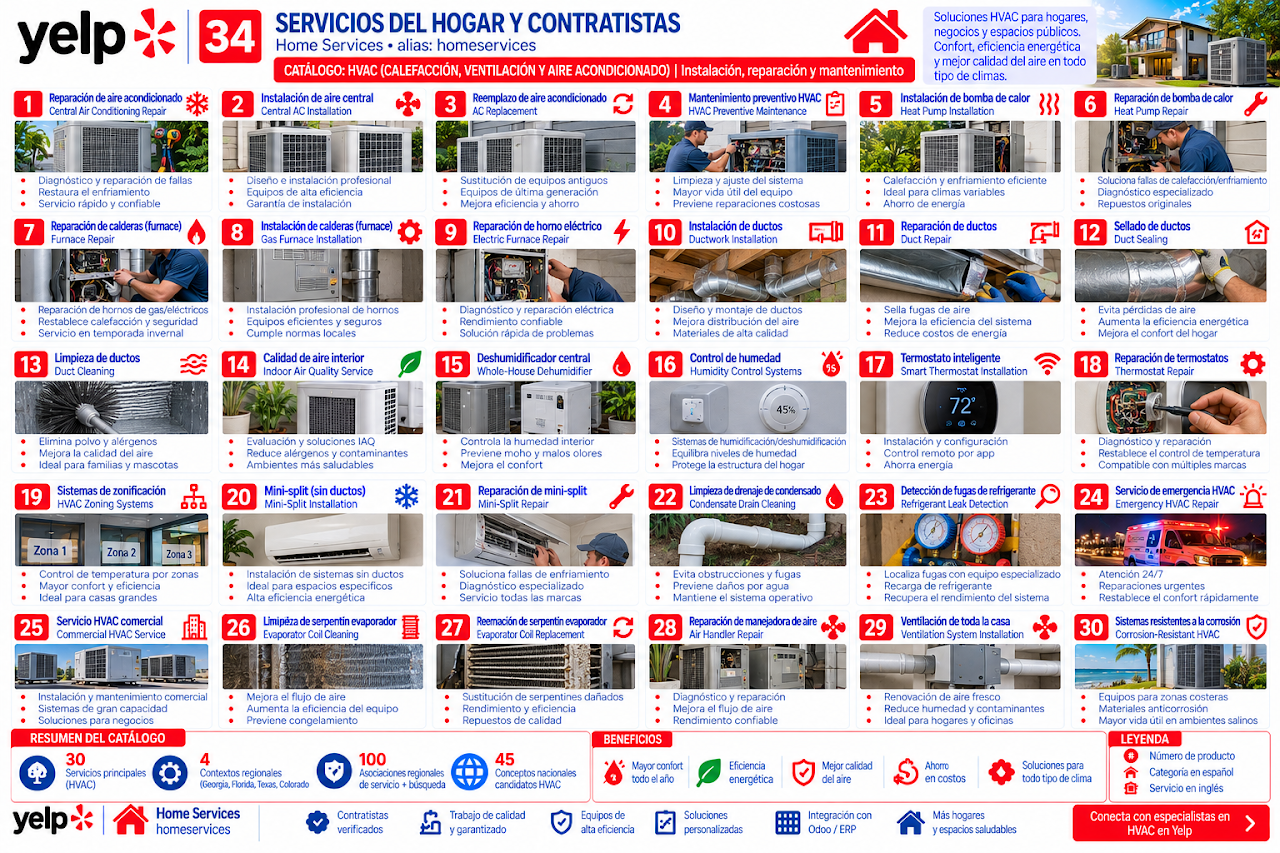 yelp
34
SERVICIOS DEL HOGAR Y CONTRATISTAS
Home Services • alias: homeservices
CATÁLOGO: HVAC (CALEFACCIÓN, VENTILACIÓN Y AIRE ACONDICIONADO) | Instalación, reparación y mantenimiento
Soluciones HVAC para hogares,
negocios y espacios públicos.
Confort, eficiencia energética
y mejor calidad del aire en todo
tipo de climas.
1
Reparación de aire acondicionado
Central Air Conditioning Repair
• Diagnóstico y reparación de fallas
• Restaura el enfriamiento
• Servicio rápido y confiable
2
Instalación de aire central
Central AC Installation
• Diseño e instalación profesional
• Equipos de alta eficiencia
• Garantía de instalación
3
Reemplazo de aire acondicionado
AC Replacement
• Sustitución de equipos antiguos
• Equipos de última generación
• Mejora eficiencia y ahorro
4
Mantenimiento preventivo HVAC
HVAC Preventive Maintenance
• Limpieza y ajuste del sistema
• Mayor vida útil del equipo
• Previene reparaciones costosas
5
Instalación de bomba de calor
Heat Pump Installation
• Calefacción y enfriamiento eficiente
• Ideal para climas variables
• Ahorro de energía
6
Reparación de bomba de calor
Heat Pump Repair
• Soluciona fallas de calefacción/enfriamiento
• Diagnóstico especializado
• Repuestos originales
7
Reparación de calderas (furnace)
Furnace Repair
• Reparación de hornos de gas/eléctricos
• Restablece calefacción y seguridad
• Servicio en temporada invernal
8
Instalación de calderas (furnace)
Gas Furnace Installation
• Instalación profesional de hornos
• Equipos eficientes y seguros
• Cumple normas locales
9
Reparación de horno eléctrico
Electric Furnace Repair
• Diagnóstico y reparación eléctrica
• Rendimiento confiable
• Solución rápida de problemas
10
Instalación de ductos
Ductwork Installation
• Diseño y montaje de ductos
• Mejora distribución del aire
• Materiales de alta calidad
11
Reparación de ductos
Duct Repair
• Sella fugas de aire
• Mejora la eficiencia del sistema
• Reduce costos de energía
12
Sellado de ductos
Duct Sealing
• Evita pérdidas de aire
• Aumenta la eficiencia energética
• Mejora el confort del hogar
13
Limpieza de ductos
Duct Cleaning
• Elimina polvo y alérgenos
• Mejora la calidad del aire
• Ideal para familias y mascotas
14
Calidad de aire interior
Indoor Air Quality Service
• Evaluación y soluciones IAQ
• Reduce alérgenos y contaminantes
• Ambientes más saludables
15
Deshumidificador central
Whole-House Dehumidifier
• Controla la humedad interior
• Previene moho y malos olores
• Mejora el confort
16
Control de humedad
Humidity Control Systems
45%
• Sistemas de humidificación/deshumidificación
• Equilibra niveles de humedad
• Protege la estructura del hogar
17
Termostato inteligente
Smart Thermostat Installation
72°
• Instalación y configuración
• Control remoto por app
• Ahorra energía
18
Reparación de termostatos
Thermostat Repair
• Diagnóstico y reparación
• Restablece el control de temperatura
• Compatible con múltiples marcas
19
Sistemas de zonificación
HVAC Zoning Systems
Zona 1
Zona 2
Zona 3
• Control de temperatura por zonas
• Mayor confort y eficiencia
• Ideal para casas grandes
20
Mini-split (sin ductos)
Mini-Split Installation
• Instalación de sistemas sin ductos
• Ideal para espacios específicos
• Alta eficiencia energética
21
Reparación de mini-split
Mini-Split Repair
• Soluciona fallas de enfriamiento
• Diagnóstico especializado
• Servicio todas las marcas
22
Limpieza de drenaje de condensado
Condensate Drain Cleaning
• Evita obstrucciones y fugas
• Previene daños por agua
• Mantiene el sistema operativo
23
Detección de fugas de refrigerante
Refrigerant Leak Detection
• Localiza fugas con equipo especializado
• Recarga de refrigerante
• Recupera el rendimiento del sistema
24
Servicio de emergencia HVAC
Emergency HVAC Repair
• Atención 24/7
• Reparaciones urgentes
• Restablece el confort rápidamente
25
Servicio HVAC comercial
Commercial HVAC Service
• Instalación y mantenimiento comercial
• Sistemas de gran capacidad
• Soluciones para negocios
26
Limipéza de serpentín evaporador
Evaporator Coil Cleaning
• Mejora el flujo de aire
• Aumenta la eficiencia del equipo
• Previene congelamiento
27
Reemación de serpentín evaporador
Evaporator Coil Replacement
• Sustitución de serpentines dañados
• Rendimiento y eficiencia
• Repuestos de calidad
28
Reparación de manejadora de aire
Air Handler Repair
• Diagnóstico y reparación
• Mejora el flujo de aire
• Rendimiento confiable
29
Ventilación de toda la casa
Ventilation System Installation
• Renovación de aire fresco
• Reduce humedad y contaminantes
• Ideal para hogares y oficinas
30
Sistemas resistentes a la corrosión
Corrosion-Resistant HVAC
• Equipos para zonas costeras
• Materiales anticorrosión
• Mayor vida útil en ambientes salinos
RESUMEN DEL CATÁLOGO
30
Servicios principales
(HVAC)
4
Contextos regionales
(Georgia, Florida, Texas, Colorado)
100
Asociaciones regionales
de servicio + búsqueda
45
Conceptos nacionales
candidatos HVAC
BENEFICIOS
Mayor confort
todo el año
Eficiencia
energética
Mejor calidad
del aire
Ahorro
en costos
Soluciones para
todo tipo de clima
LEYENDA
Número de producto
Categoría en español
Servicio en inglés
yelp
Home Services
homeservices
Contratistas
verificados
Trabajo de calidad
y garantizado
Equipos de
alta eficiencia
Soluciones
personalizadas
Integración con
Odoo / ERP
Más hogares
y espacios saludables
Conecta con especialistas en
HVAC en Yelp